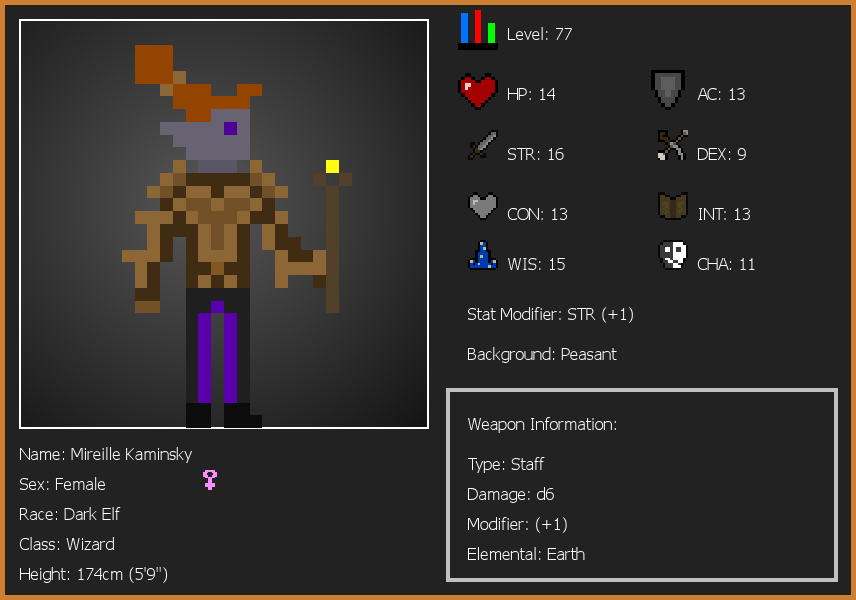 Level: 77
HP: 14
AC: 13
STR: 16
DEX: 9
CON: 13
INT: 13
WIS: 15
CHA: 11
Stat Modifier: STR (+1)
Background: Peasant
Weapon Information:
Type: Staff
Damage: d6
Modifier: (+1)
Elemental: Earth
Name: Mireille Kaminsky
Sex: Female
Race: Dark Elf
Class: Wizard
Height: 174cm (5'9")